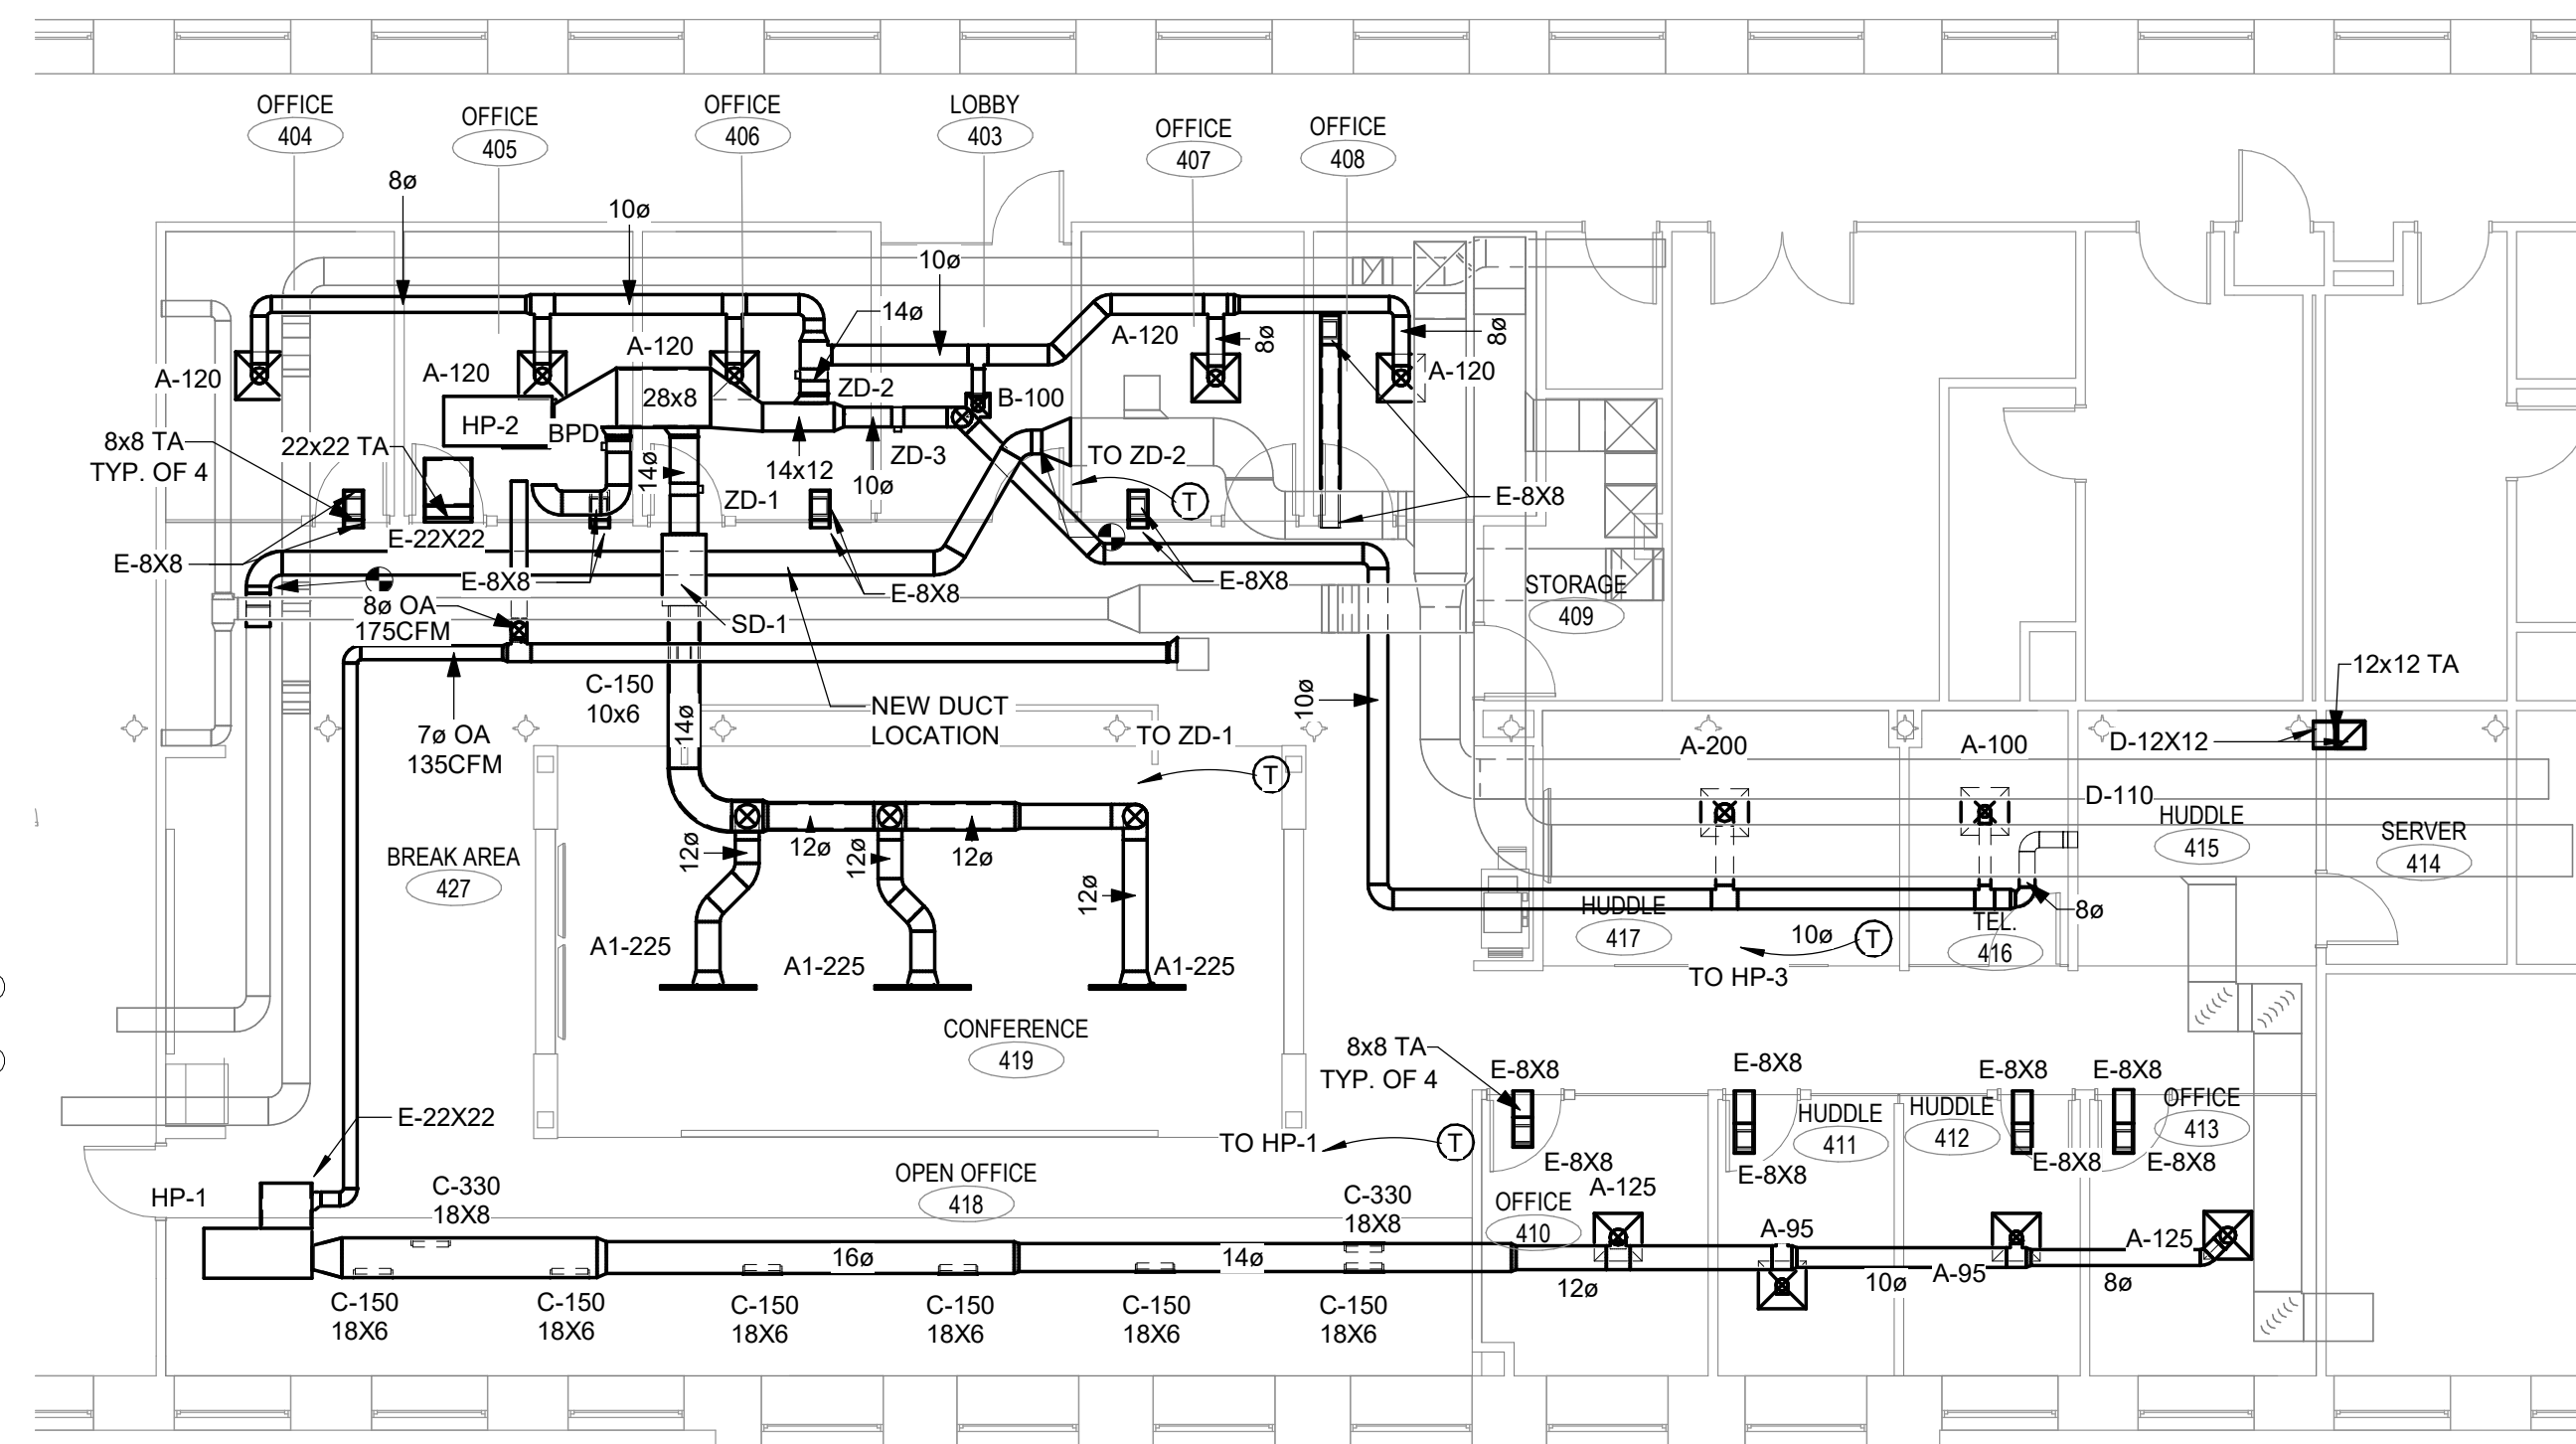 OFFICE
404
OFFICE
405
OFFICE
406
LOBBY
403
OFFICE
407
OFFICE
408
8ø
10ø
10ø
14ø
A-120
A-120
A-120
A-120
8ø
8ø
A-120
28x8
ZD-2
B-100
HP-2
BPD
8x8 TA
TYP. OF 4
22x22 TA
14ø
14x12
10ø
ZD-3
ZD-1
TO ZD-2
T
E-8X8
E-22X22
E-8X8
E-8X8
E-8X8
E-8X8
8ø OA
175CFM
SD-1
STORAGE
409
C-150
10x6
14ø
NEW DUCT
LOCATION
7ø OA
135CFM
TO ZD-1
T
10ø
12x12 TA
A-200
A-100
D-12X12
D-110
HUDDLE
415
SERVER
414
BREAK AREA
427
12ø
12ø
12ø
12ø
12ø
HUDDLE
417
TEL.
416
8ø
10ø
T
TO HP-3
A1-225
A1-225
A1-225
CONFERENCE
419
8x8 TA
TYP. OF 4
E-8X8
E-8X8
E-8X8
E-8X8
HUDDLE
411
HUDDLE
412
OFFICE
413
E-22X22
TO HP-1
T
E-8X8
E-8X8
E-8X8
E-8X8
HP-1
C-330
18X8
OPEN OFFICE
418
C-330
18X8
OFFICE
410
A-125
A-95
A-125
16ø
14ø
12ø
10ø
A-95
8ø
C-150
18X6
C-150
18X6
C-150
18X6
C-150
18X6
C-150
18X6
C-150
18X6